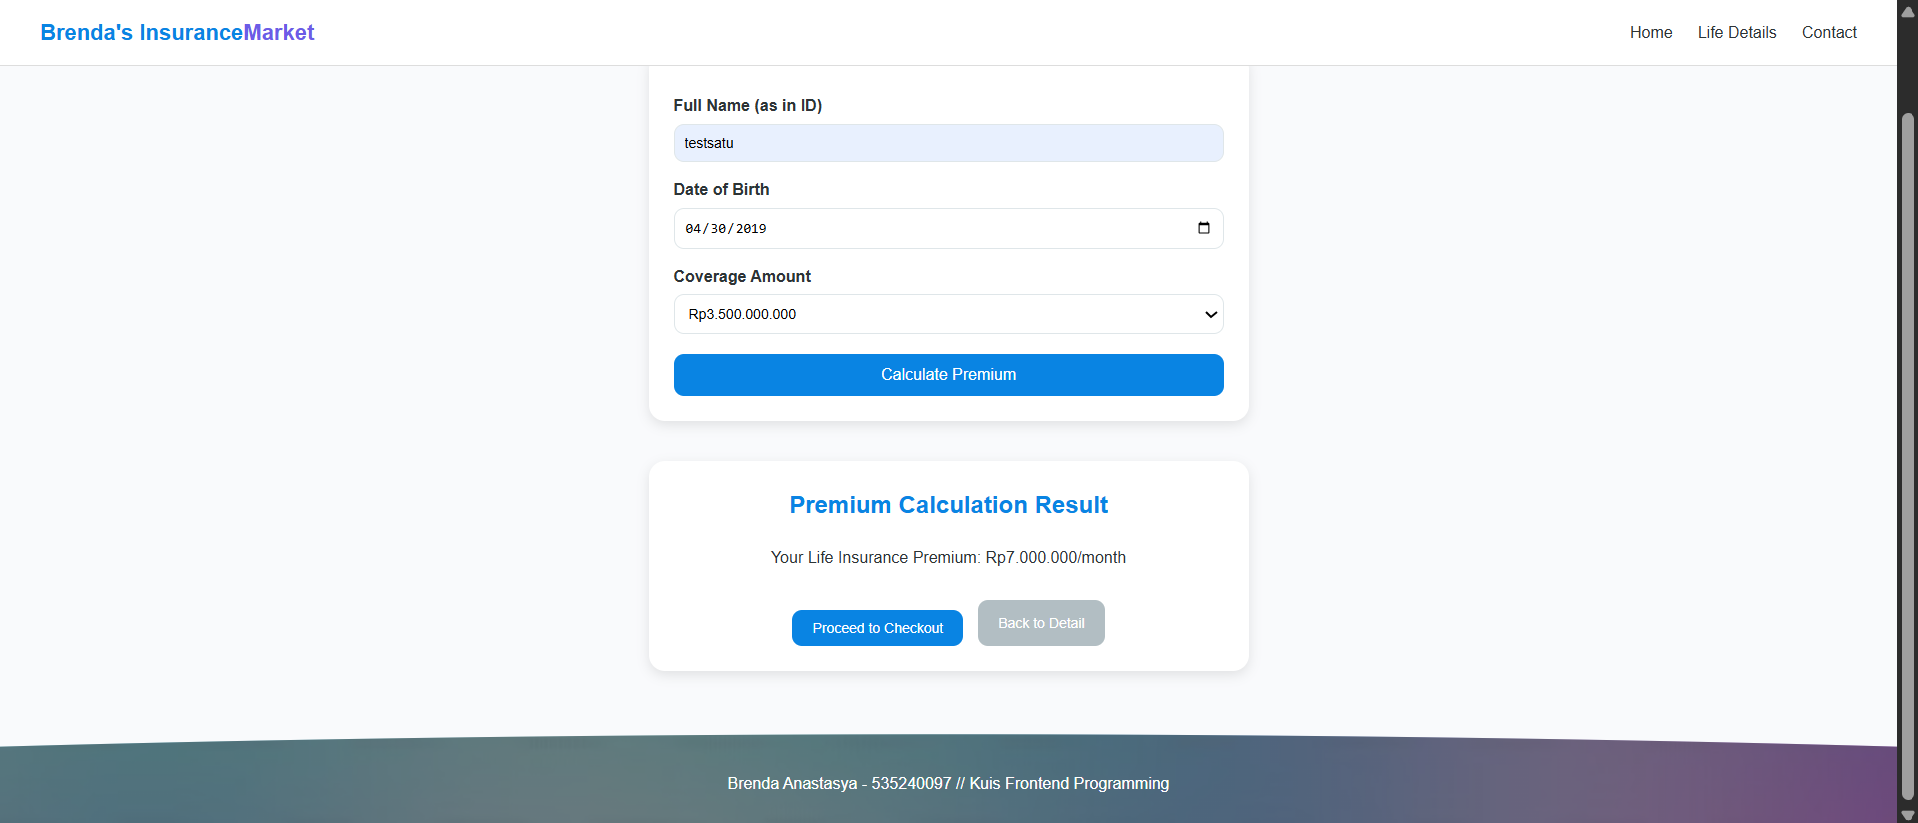 Brenda's InsuranceMarket
Home Life Details Contact
Full Name (as in ID)
testsatu
Date of Birth
04/30/2019
Coverage Amount
Rp3.500.000.000
Calculate Premium
Premium Calculation Result
Your Life Insurance Premium: Rp7.000.000/month
Proceed to Checkout
Back to Detail
Brenda Anastasya - 535240097 // Kuis Frontend Programming